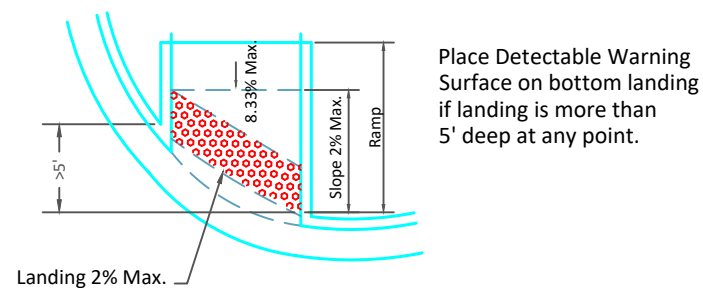 Place Detectable Warning
Surface on bottom landing
if landing is more than
5' deep at any point.
8.33% Max.
Slope 2% Max.
Ramp
>5'
Landing 2% Max.